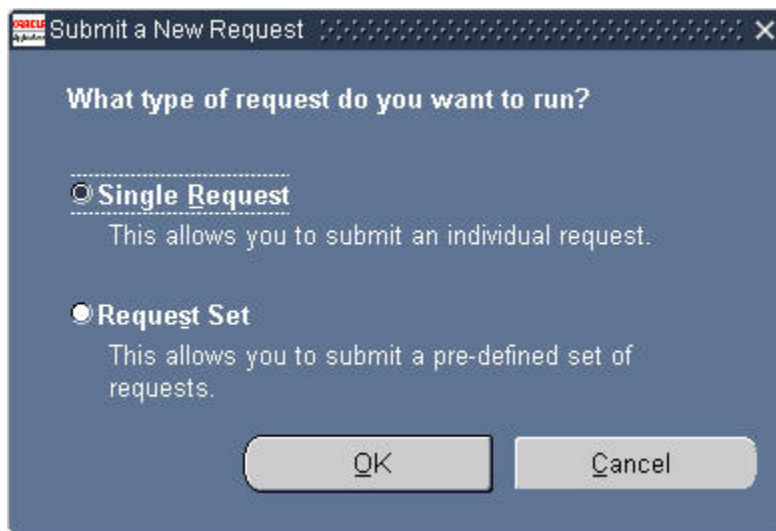 ORACLE
Submit a New Request
What type of request do you want to run?
Single Request
This allows you to submit an individual request.
Request Set
This allows you to submit a pre-defined set of
requests.
OK
Cancel